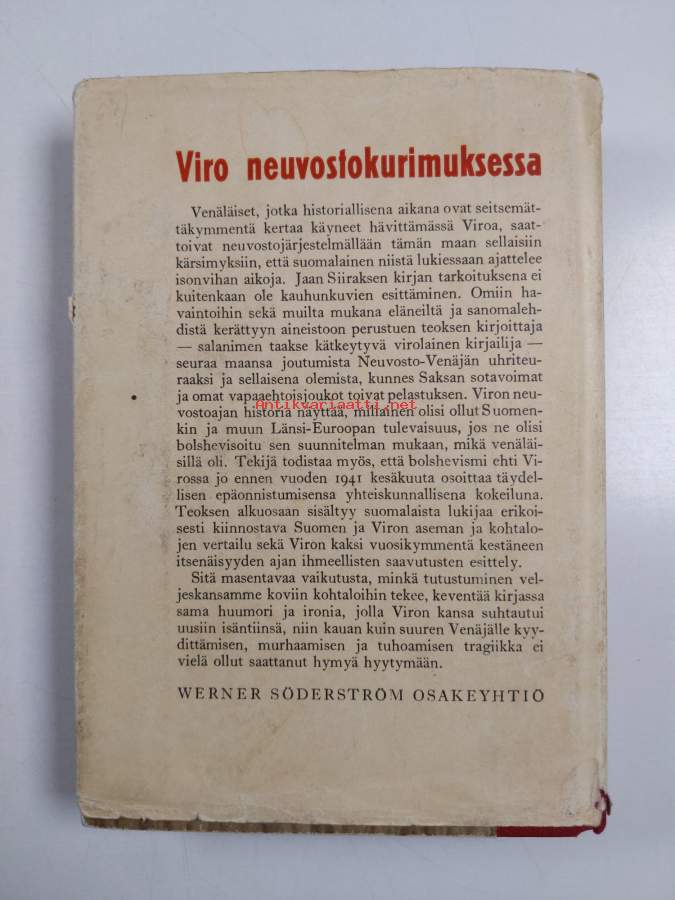 Viro neuvostokurimuksessa
Venäläiset, jotka historiallisena aikana ovat seitsemät-
täkymmentä kertaa käyneet hävittämässä Viroa, saat-
toivat neuvostojärjestelmällään tämän maan sellaisiin
kärsimyksiin, että suomalainen niistä lukiessaan ajattelee
isonvihan aikoja. Jaan Siiraksen kirjan tarkoituksena ei
kuitenkaan ole kauhunkuvien esittäminen. Omiin ha-
vaintoihin sekä muilta mukana eläneiltä ja sanomaleh-
distä kerättyyn aineistoon perustuen teoksen kirjoittaja
— salanimen taakse kätkeytyvä virolainen kirjailija —
seuraa maansa joutumista Neuvosto-Venäjän uhriteu-
raaksi ja sellaisena olemista, kunnes Saksan sotavoimat
ja omat vapaaehtoisjoukot toivat pelastuksen. Viron neu-
Antikvariaatti.net
vostoajan historia näyttää, millainen olisi ollut Suomen-
kin ja muun Länsi-Euroopan tulevaisuus, jos ne olisi
bolshevisoitu sen suunnitelman mukaan, mikä venäläi-
sillä oli. Tekijä todistaa myös, että bolshevismi ehti Vi-
rossa jo ennen vuoden 1941 kesäkuuta osoittaa täydel-
lisen epäonnistumisensa yhteiskunnallisena kokeiluna.
Teoksen alkuosaan sisältyy suomalaista lukijaa erikoi-
sesti kiinnostava Suomen ja Viron aseman ja kohtalo-
jen vertailu sekä Viron kaksi vuosikymmentä kestäneen
itsenäisyyden ajan ihmeellisten saavutusten esittely.
Sitä masentavaa vaikutusta, minkä tutustuminen vel-
jeskansamme koviin kohtaloihin tekee, keventää kirjassa
sama huumori ja ironia, jolla Viron kansa suhtautui
uusiin isäntiinsä, niin kauan kuin suuren Venäjälle kyy-
dittämisen, murhaamisen ja tuhoamisen tragiikka ei
vielä ollut saattanut hymyä hyytymään.
WERNER SÖDERSTRÖM OSAKEYHTIÖ